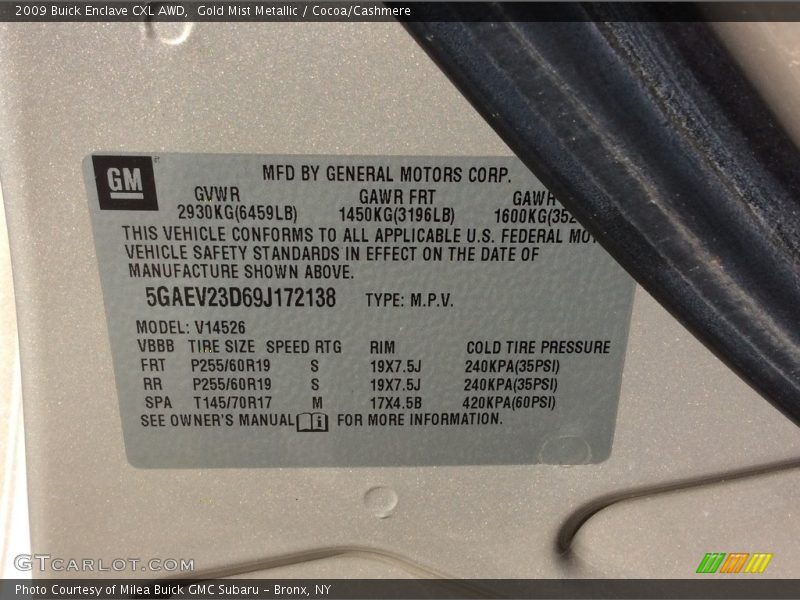 2009 Buick Enclave CXL AWD,  Gold Mist Metallic / Cocoa/Cashmere
GM
MFD BY GENERAL MOTORS CORP.
GVWR GAWR FRT GAWR
2930KG(6459LB) 1450KG(3196LB) 1600KG(352
THIS VEHICLE CONFORMS TO ALL APPLICABLE U.S. FEDERAL MO
VEHICLE SAFETY STANDARDS IN EFFECT ON THE DATE OF
MANUFACTURE SHOWN ABOVE.
5GAEV23D69J172138 TYPE: M.P.V.
MODEL: V14526
VBBB TIRE SIZE SPEED RTG RIM COLD TIRE PRESSURE
FRT P255/60R19 S 19X7.5J 240KPA(35PSI)
RR P255/60R19 S 19X7.5J 240KPA(35PSI)
SPA T145/70R17 M 17X4.5B 420KPA(60PSI)
SEE OWNER'S MANUAL FOR MORE INFORMATION.
GTCARLOT.COM
Photo Courtesy of Milea Buick GMC Subaru - Bronx, NY